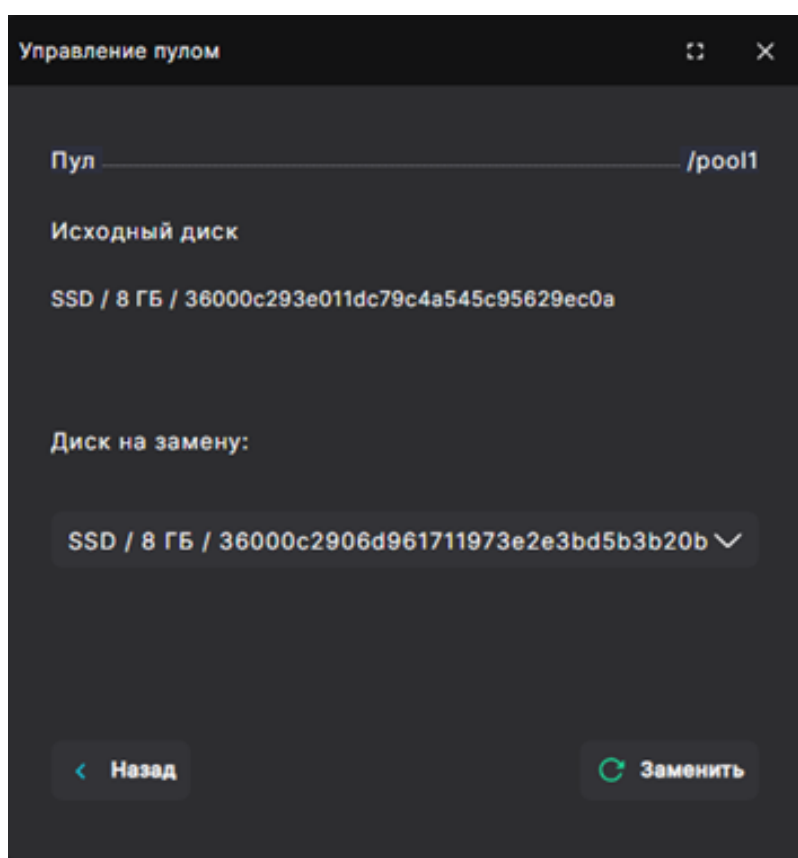 Управление пулом
Пул /pool1
Исходный диск
SSD / 8 ГБ / 36000c293e011dc79c4a545c95629ec0a
Диск на замену:
SSD / 8 ГБ / 36000c2906d961711973e2e3bd5b3b20b
Назад
Заменить